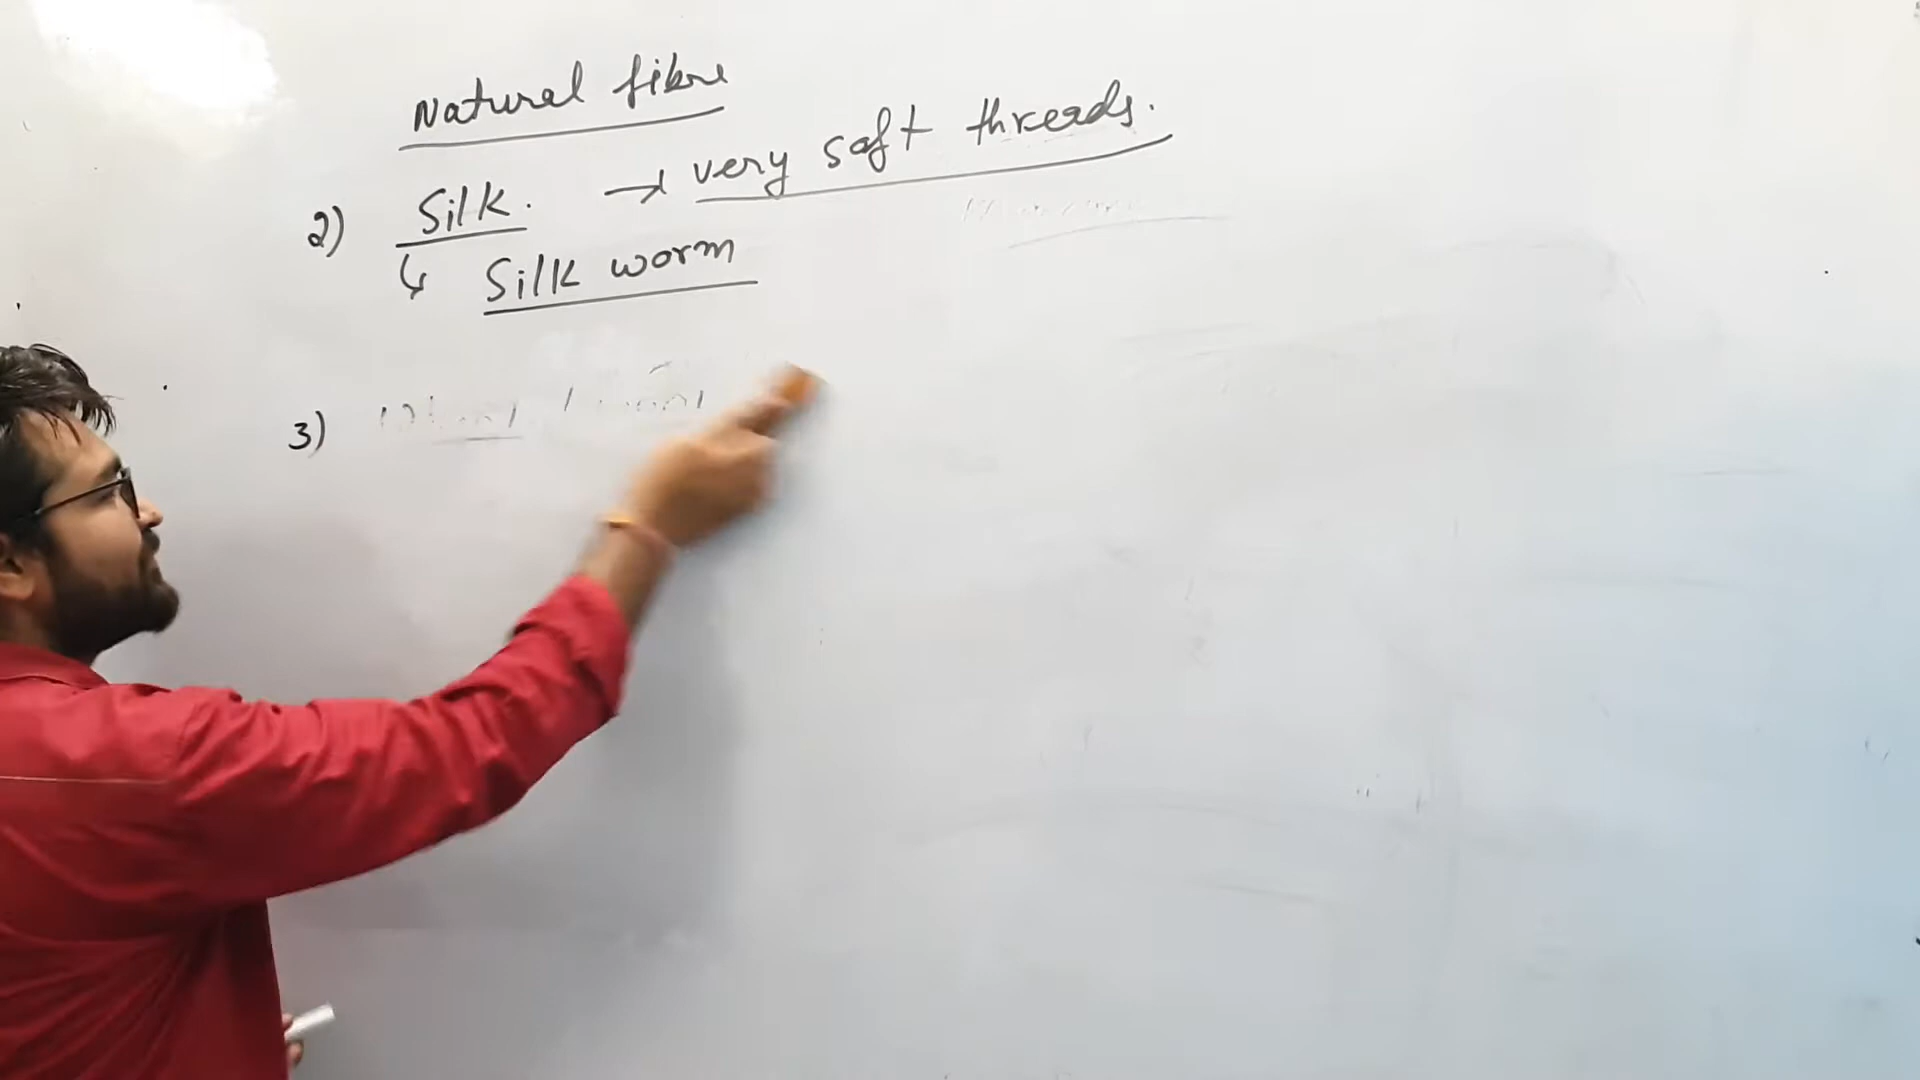 Natural fibre
2) Silk. → very soft threads.
↳ Silk worm
3)